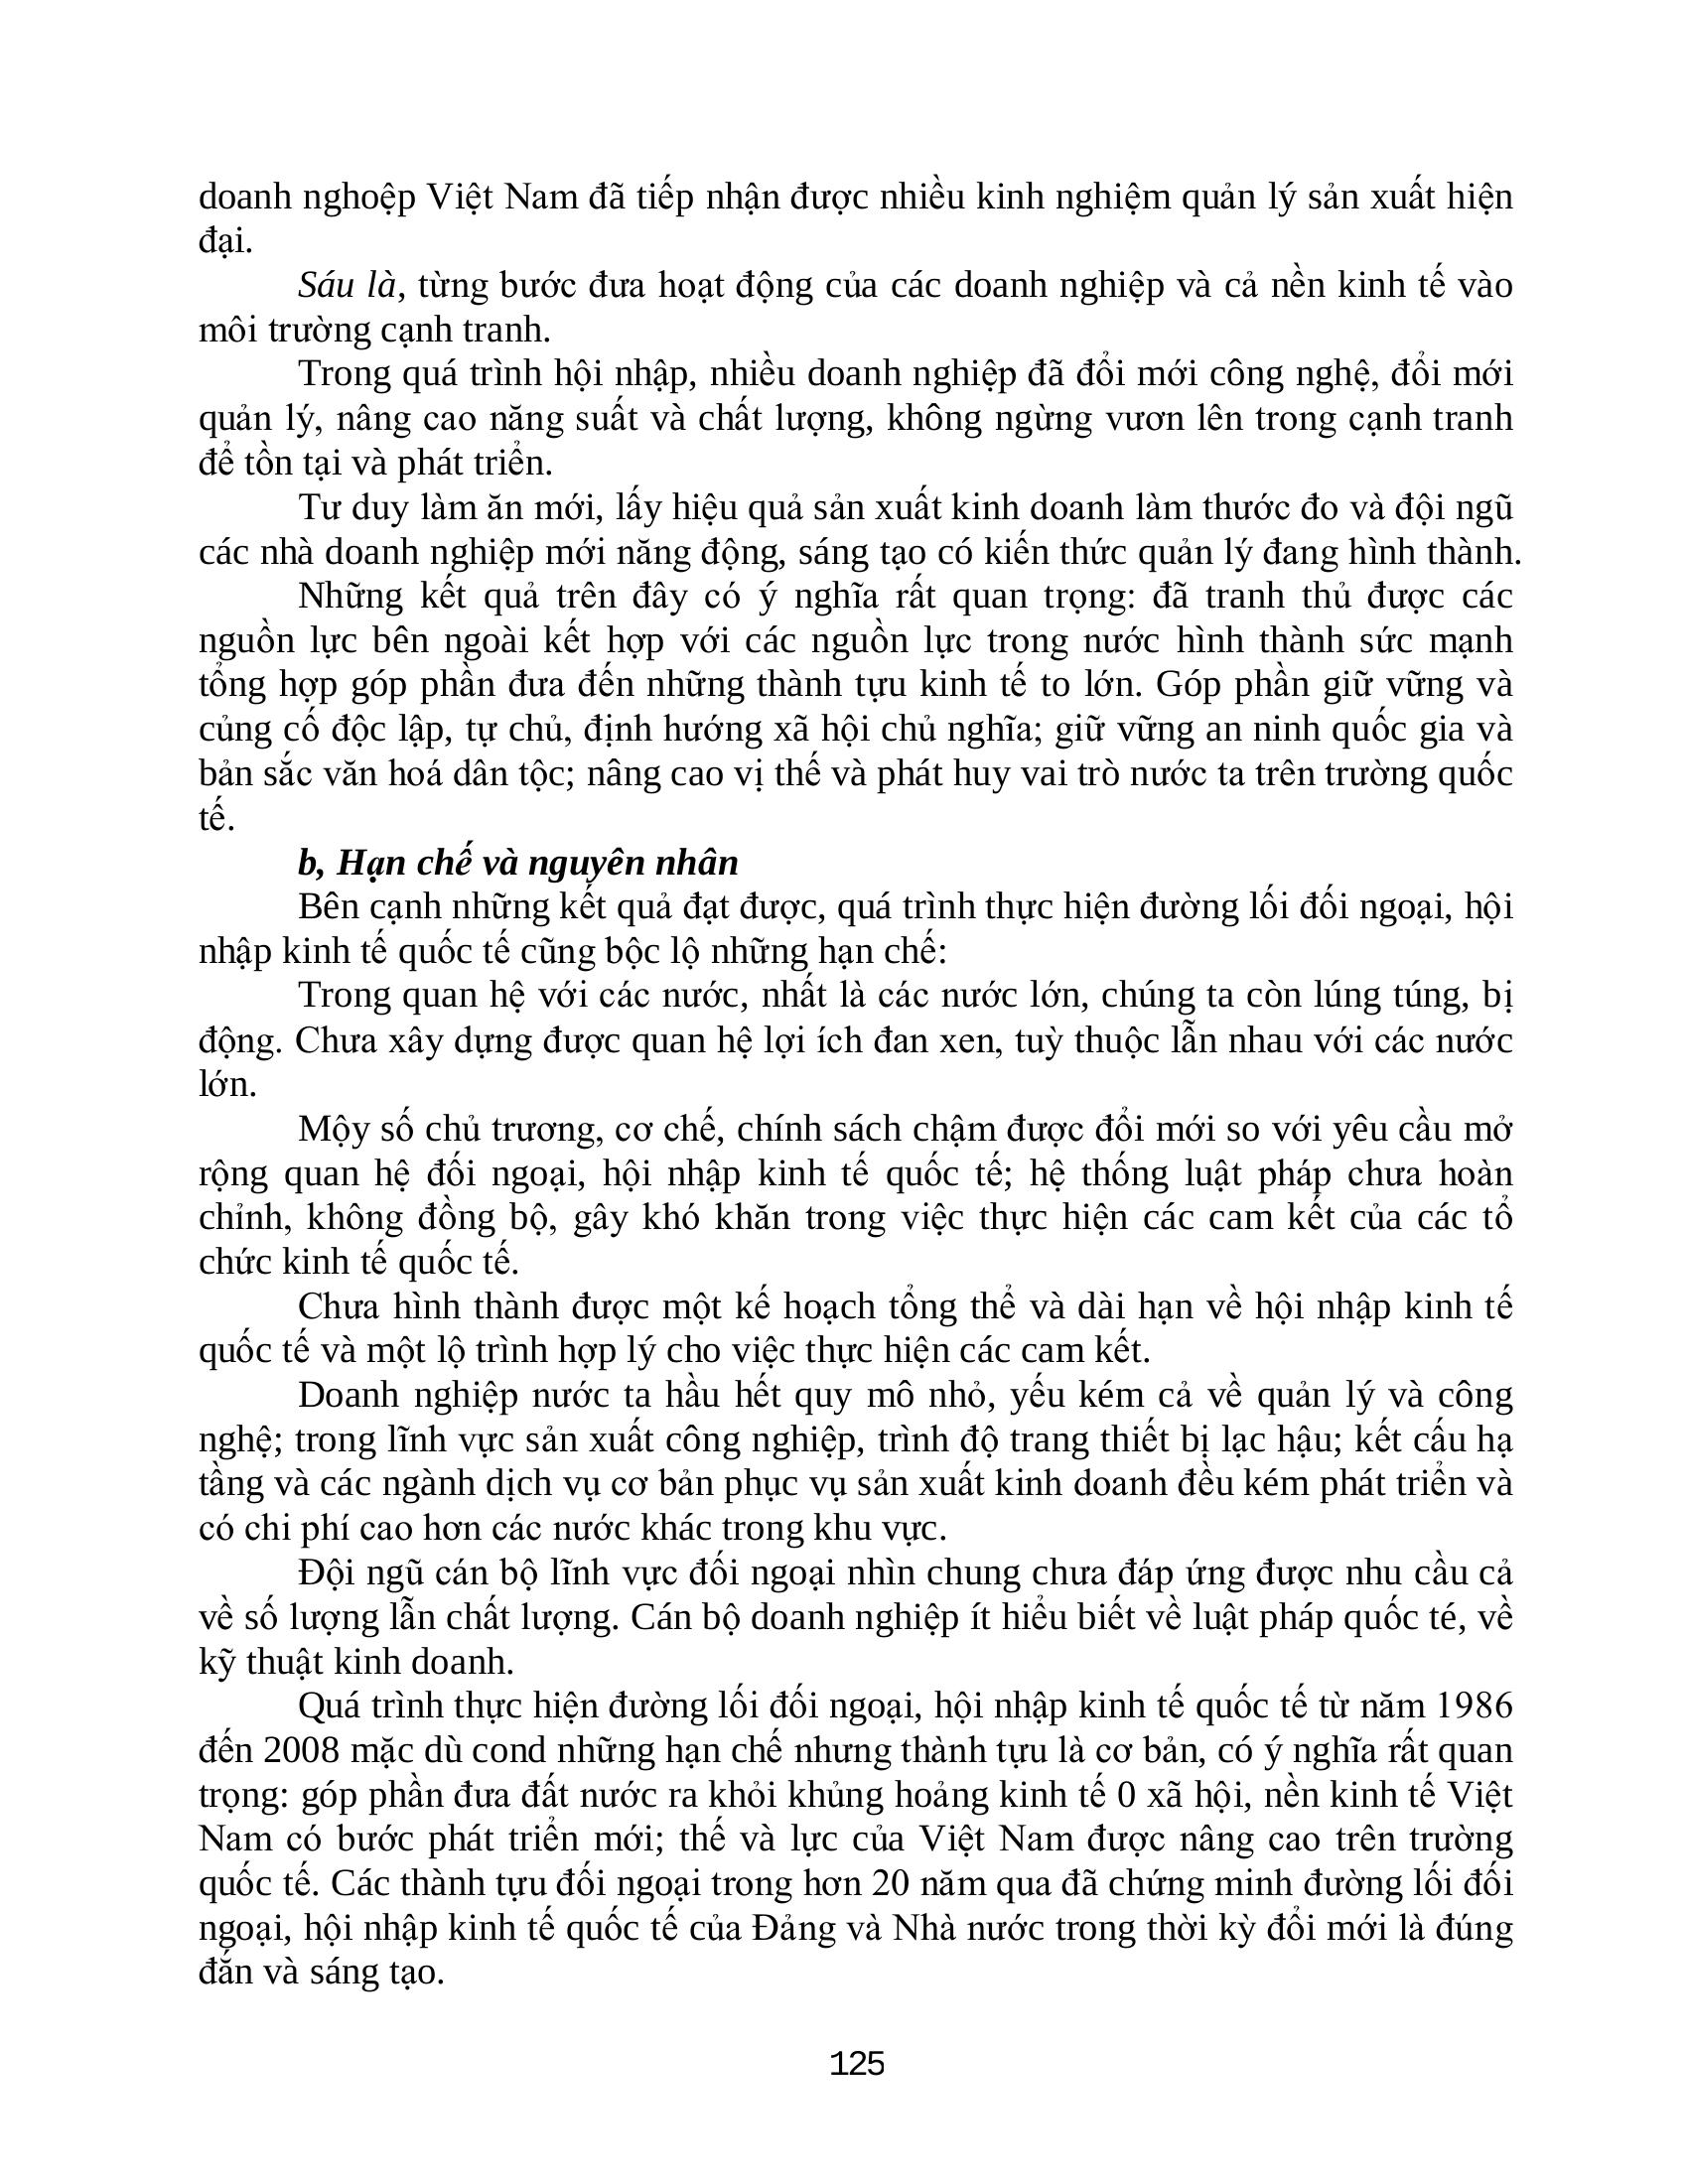 doanh nghoệp Việt Nam đã tiếp nhận được nhiều kinh nghiệm quản lý sản xuất hiện
đại.
Sáu là, từng bước đưa hoạt động của các doanh nghiệp và cả nền kinh tế vào
môi trường cạnh tranh.
Trong quá trình hội nhập, nhiều doanh nghiệp đã đổi mới công nghệ, đổi mới
quản lý, nâng cao năng suất và chất lượng, không ngừng vươn lên trong cạnh tranh
để tồn tại và phát triển.
Tư duy làm ăn mới, lấy hiệu quả sản xuất kinh doanh làm thước đo và đội ngũ
các nhà doanh nghiệp mới năng động, sáng tạo có kiến thức quản lý đang hình thành.
Những kết quả trên đây có ý nghĩa rất quan trọng: đã tranh thủ được các
nguồn lực bên ngoài kết hợp với các nguồn lực trong nước hình thành sức mạnh
tổng hợp góp phần đưa đến những thành tựu kinh tế to lớn. Góp phần giữ vững và
củng cố độc lập, tự chủ, định hướng xã hội chủ nghĩa; giữ vững an ninh quốc gia và
bản sắc văn hoá dân tộc; nâng cao vị thế và phát huy vai trò nước ta trên trường quốc
tế.
b, Hạn chế và nguyên nhân
Bên cạnh những kết quả đạt được, quá trình thực hiện đường lối đối ngoại, hội
nhập kinh tế quốc tế cũng bộc lộ những hạn chế:
Trong quan hệ với các nước, nhất là các nước lớn, chúng ta còn lúng túng, bị
động. Chưa xây dựng được quan hệ lợi ích đan xen, tuỳ thuộc lẫn nhau với các nước
lớn.
Mộy số chủ trương, cơ chế, chính sách chậm được đổi mới so với yêu cầu mở
rộng quan hệ đối ngoại, hội nhập kinh tế quốc tế; hệ thống luật pháp chưa hoàn
chỉnh, không đồng bộ, gây khó khăn trong việc thực hiện các cam kết của các tổ
chức kinh tế quốc tế.
Chưa hình thành được một kế hoạch tổng thể và dài hạn về hội nhập kinh tế
quốc tế và một lộ trình hợp lý cho việc thực hiện các cam kết.
Doanh nghiệp nước ta hầu hết quy mô nhỏ, yếu kém cả về quản lý và công
nghệ; trong lĩnh vực sản xuất công nghiệp, trình độ trang thiết bị lạc hậu; kết cấu hạ
tầng và các ngành dịch vụ cơ bản phục vụ sản xuất kinh doanh đều kém phát triển và
có chi phí cao hơn các nước khác trong khu vực.
Đội ngũ cán bộ lĩnh vực đối ngoại nhìn chung chưa đáp ứng được nhu cầu cả
về số lượng lẫn chất lượng. Cán bộ doanh nghiệp ít hiểu biết về luật pháp quốc té, về
kỹ thuật kinh doanh.
Quá trình thực hiện đường lối đối ngoại, hội nhập kinh tế quốc tế từ năm 1986
đến 2008 mặc dù cond những hạn chế nhưng thành tựu là cơ bản, có ý nghĩa rất quan
trọng: góp phần đưa đất nước ra khỏi khủng hoảng kinh tế 0 xã hội, nền kinh tế Việt
Nam có bước phát triển mới; thế và lực của Việt Nam được nâng cao trên trường
quốc tế. Các thành tựu đối ngoại trong hơn 20 năm qua đã chứng minh đường lối đối
ngoại, hội nhập kinh tế quốc tế của Đảng và Nhà nước trong thời kỳ đổi mới là đúng
đắn và sáng tạo.
125